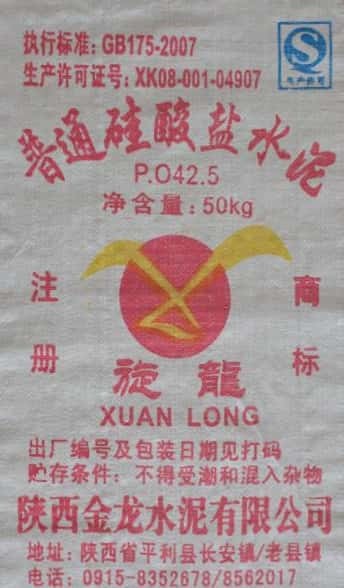 执行标准: GB175-2007
生产许可证号: XK08-001-04907
生产许可
普通硅酸盐水泥
P.O42.5
净含量: 50kg
注册
商标
旋龍
XUAN LONG
出厂编号及包装日期见打码
贮存条件: 不得受潮和混入杂物
陕西金龙水泥有限公司
地址: 陕西省平利县长安镇/老县镇
电话: 0915-8352678/8562017